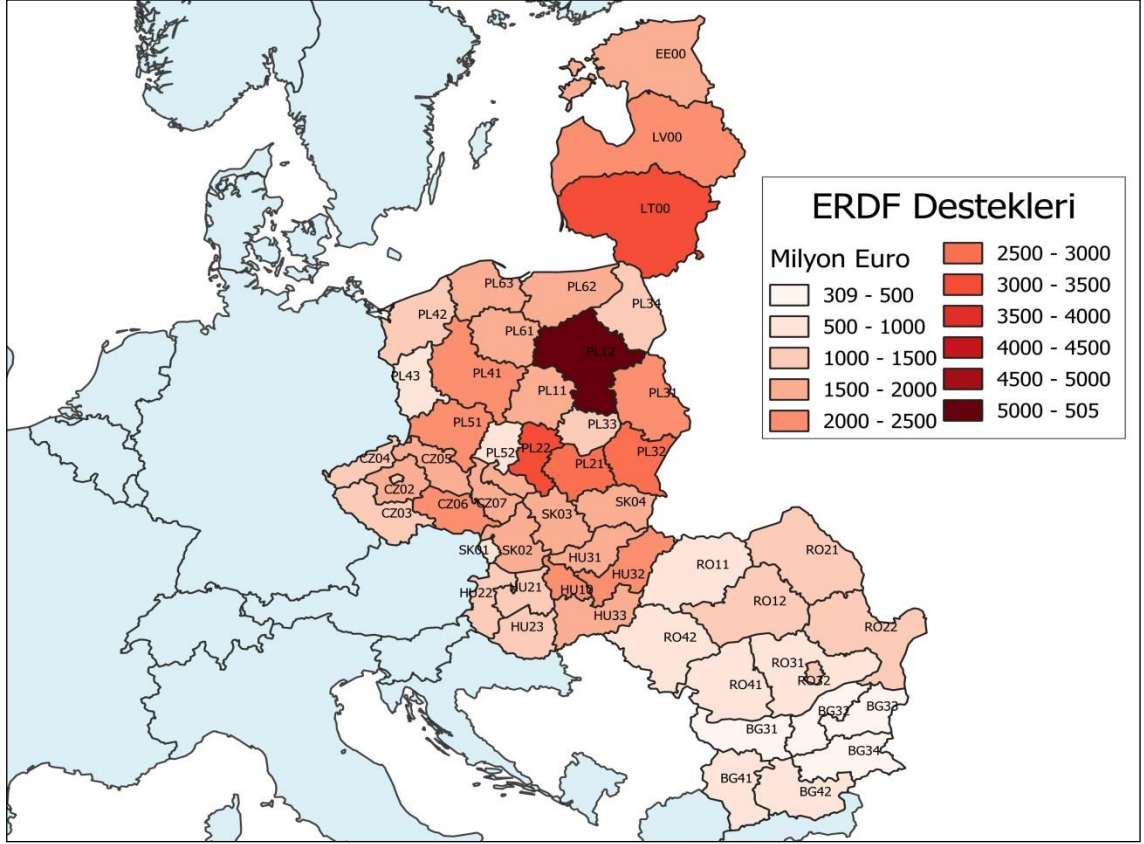 ERDF Destekleri
Milyon Euro
309 - 500
500 - 1000
1000 - 1500
1500 - 2000
2000 - 2500
2500 - 3000
3000 - 3500
3500 - 4000
4000 - 4500
4500 - 5000
5000 - 505
EE00
LV00
LT00
PL63
PL62
PL34
PL42
PL61
PL12
PL43
PL41
PL11
PL31
PL51
PL33
PL52
PL22
PL21
PL32
CZ04
CZ05
CZ02
CZ06
CZ07
CZ03
SK03
SK04
SK01
SK02
HU31
HU32
HU22
HU21
HU10
HU33
HU23
RO11
RO21
RO12
RO22
RO42
RO31
RO32
RO41
BG32
BG33
BG31
BG34
BG41
BG42